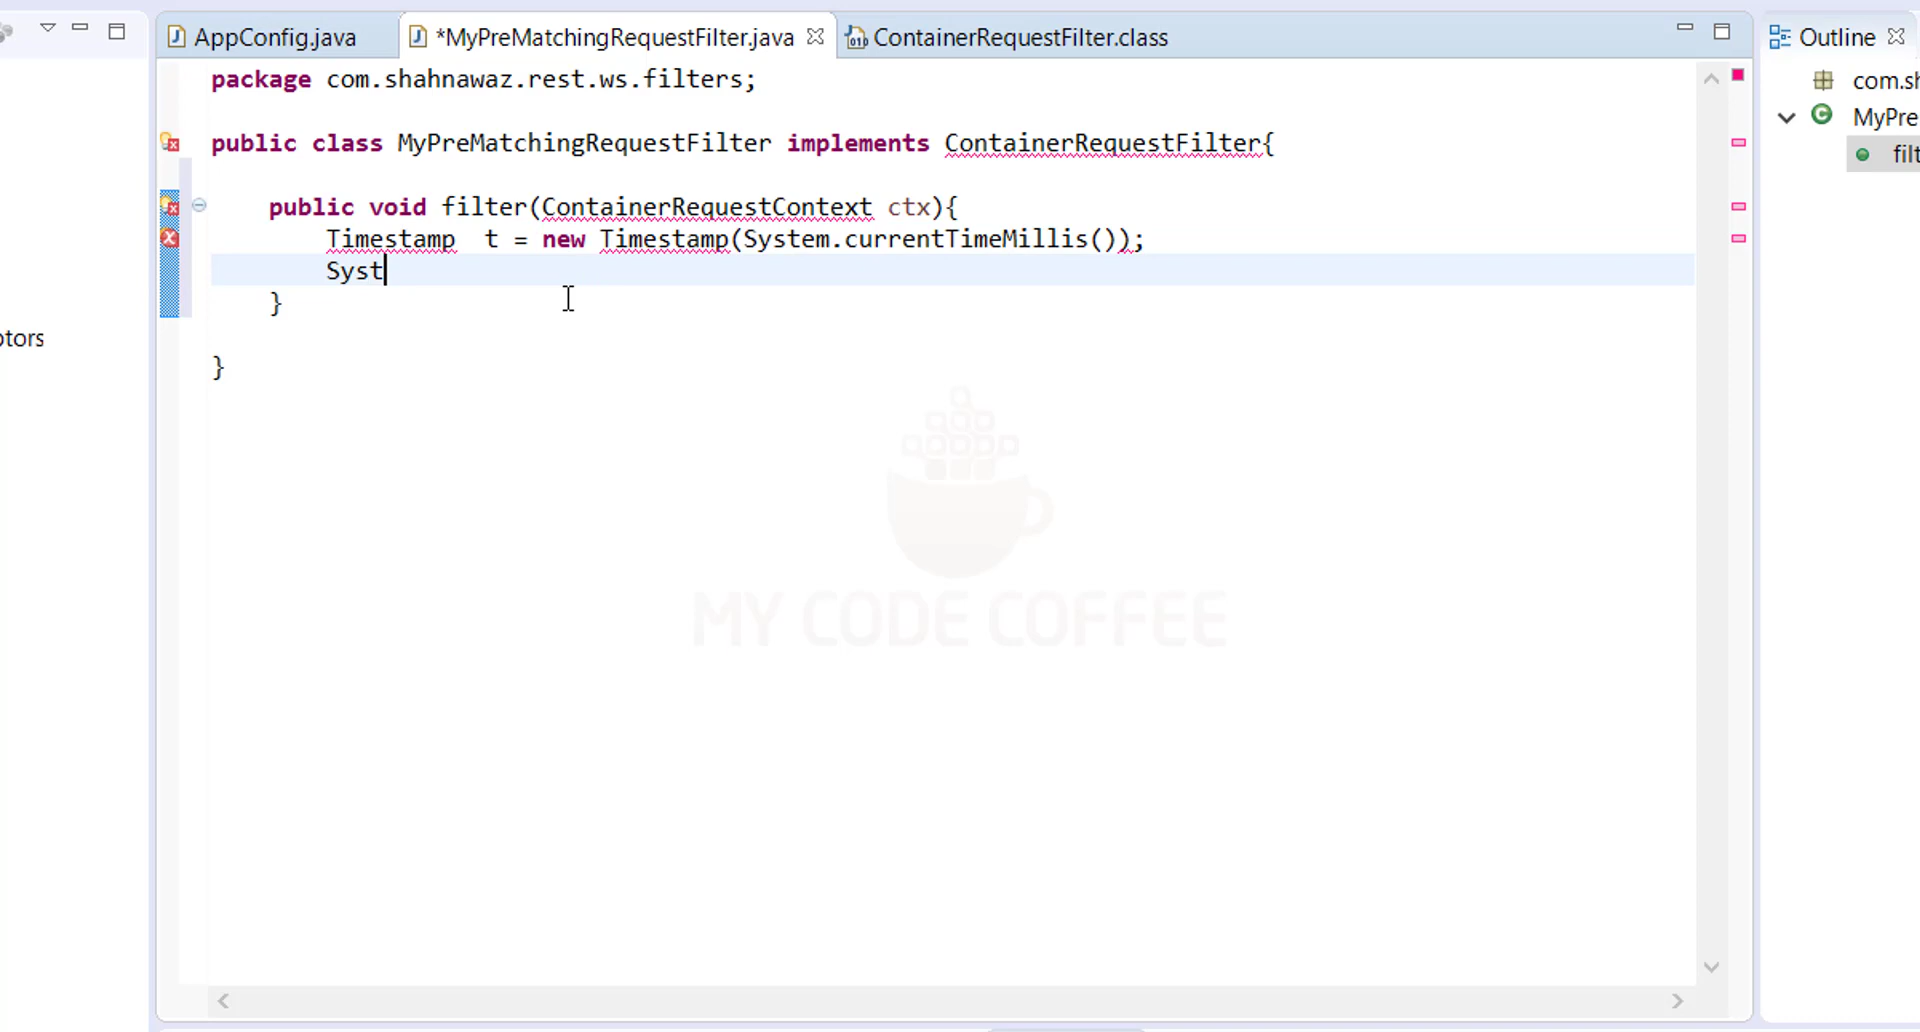 AppConfig.java
*MyPreMatchingRequestFilter.java
ContainerRequestFilter.class
Outline
package com.shahnawaz.rest.ws.filters;
com.sh
public class MyPreMatchingRequestFilter implements ContainerRequestFilter{
MyPre
filt
public void filter(ContainerRequestContext ctx){
Timestamp  t = new Timestamp(System.currentTimeMillis());
Syst
}
otors
}
MY CODE COFFEE